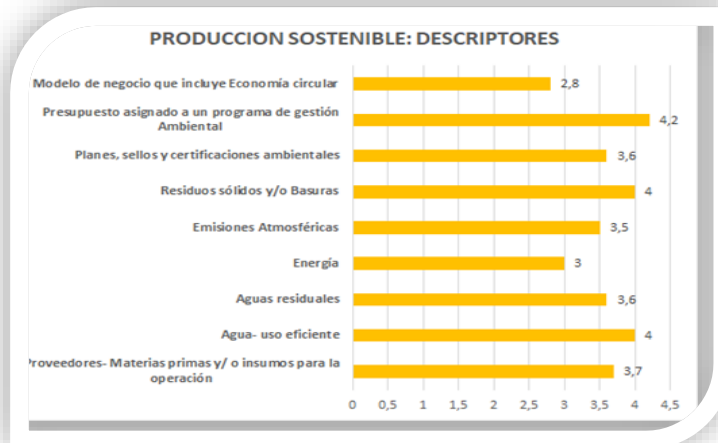 PRODUCCION SOSTENIBLE: DESCRIPTORES
Modelo de negocio que incluye Economía circular
2,8
Presupuesto asignado a un programa de gestión
Ambiental
4,2
Planes, sellos y certificaciones ambientales
3,6
Residuos sólidos y/o Basuras
4
Emisiones Atmosféricas
3,5
Energía
3
Aguas residuales
3,6
Agua- uso eficiente
4
Proveedores- Materias primas y/ o insumos para la
operación
3,7
0 0,5 1 1,5 2 2,5 3 3,5 4 4,5